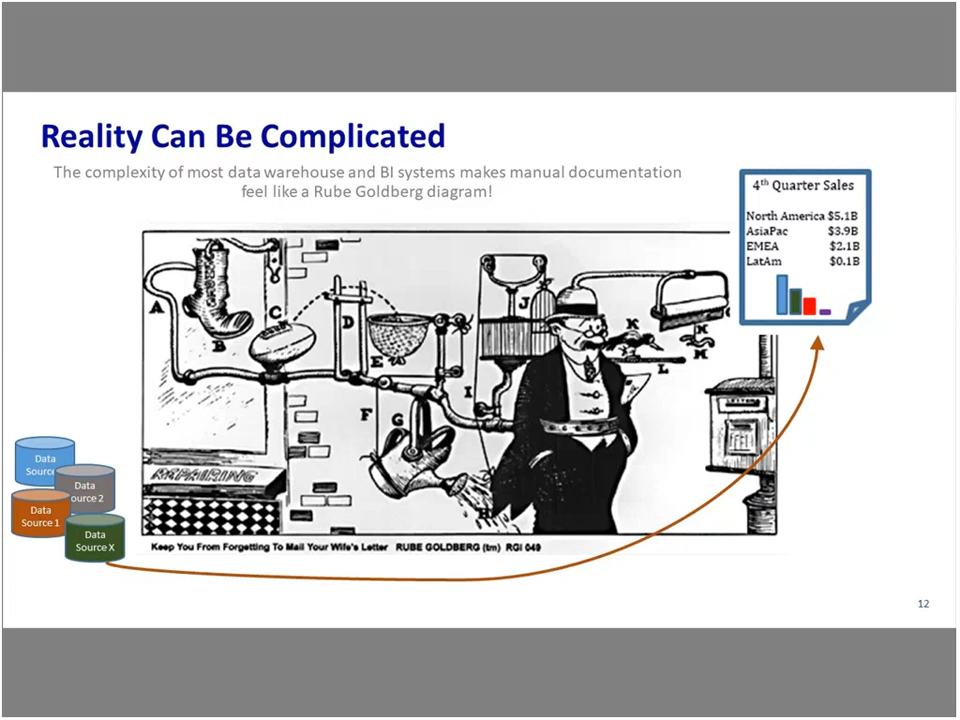 Reality Can Be Complicated
The complexity of most data warehouse and BI systems makes manual documentation
feel like a Rube Goldberg diagram!
4th Quarter Sales
North America $5.1B
AsiaPac $3.9B
EMEA $2.1B
LatAm $0.1B
A
B
C
D
E
F
G
H
I
J
K
L
M
N
REPAIRING
Data
Source
Data
ource 2
Data
Source 1
Data
Source X
Keep You From Forgetting To Mail Your Wife's Letter RUBE GOLDBERG (tm) RGI 049
12